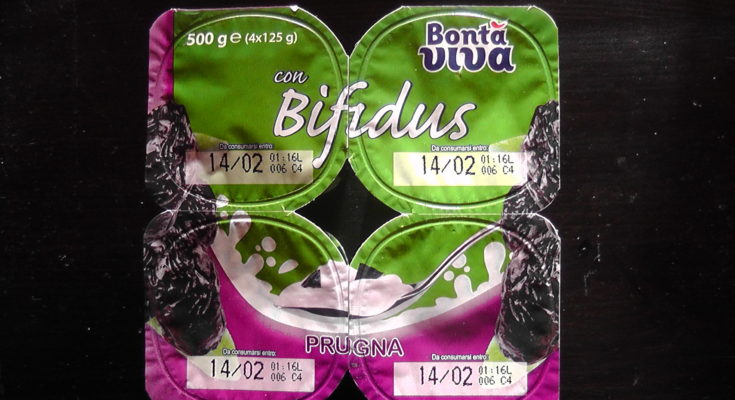 500 g e (4x125 g)
Bontà
viva
con
Bifidus
Da consumarsi entro:
14/02 01:16L
006 C4
Da consumarsi entro:
14/02 01:16L
006 C4
PRUGNA
Da consumarsi entro:
14/02 01:16L
006 C4
Da consumarsi entro:
14/02 01:16L
006 C4